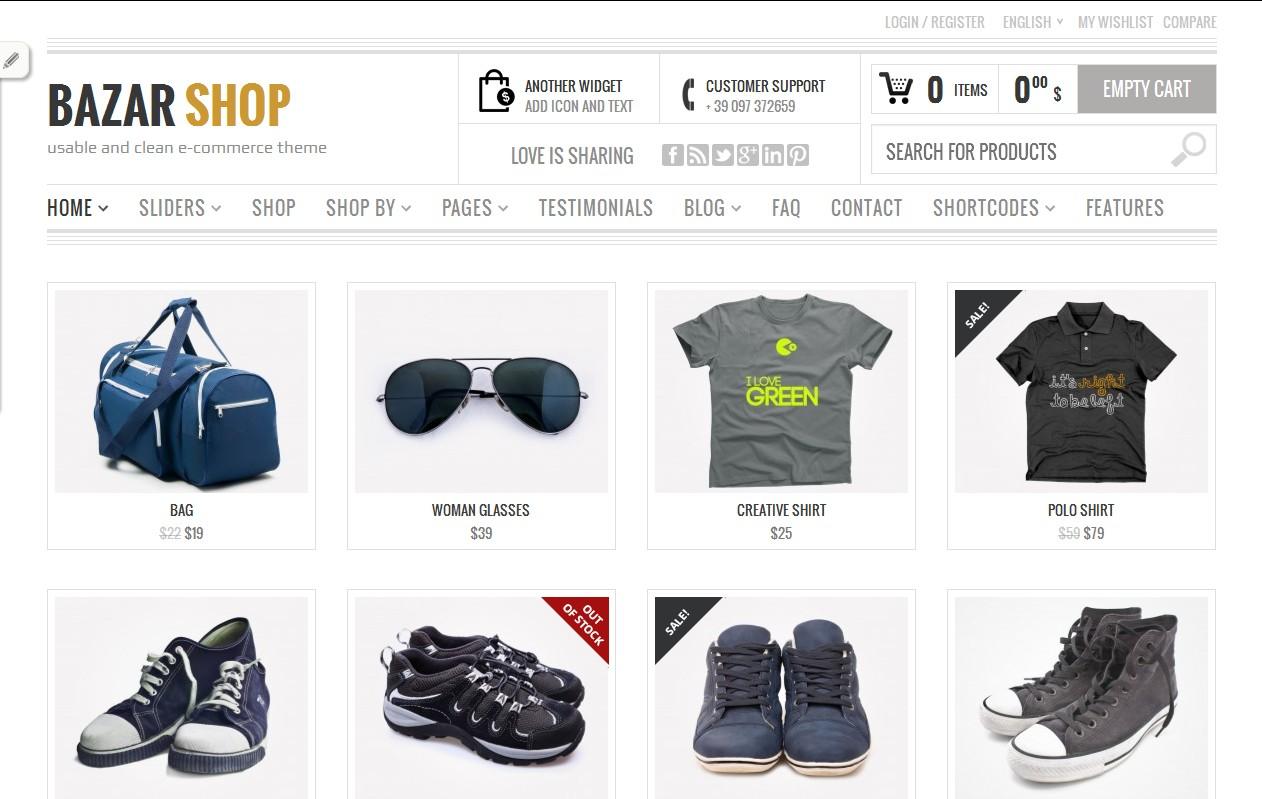 LOGIN / REGISTER ENGLISH MY WISHLIST COMPARE
BAZAR SHOP
usable and clean e-commerce theme
ANOTHER WIDGET
ADD ICON AND TEXT
CUSTOMER SUPPORT
+ 39 097 372659
LOVE IS SHARING
0 ITEMS 0 00 $ EMPTY CART
SEARCH FOR PRODUCTS
HOME SLIDERS SHOP SHOP BY PAGES TESTIMONIALS BLOG FAQ CONTACT SHORTCODES FEATURES
BAG
$22 $19
WOMAN GLASSES
$39
I LOVE
GREEN
CREATIVE SHIRT
$25
SALE!
it's right
to be left
POLO SHIRT
$59 $79
OUT
OF STOCK
SALE!